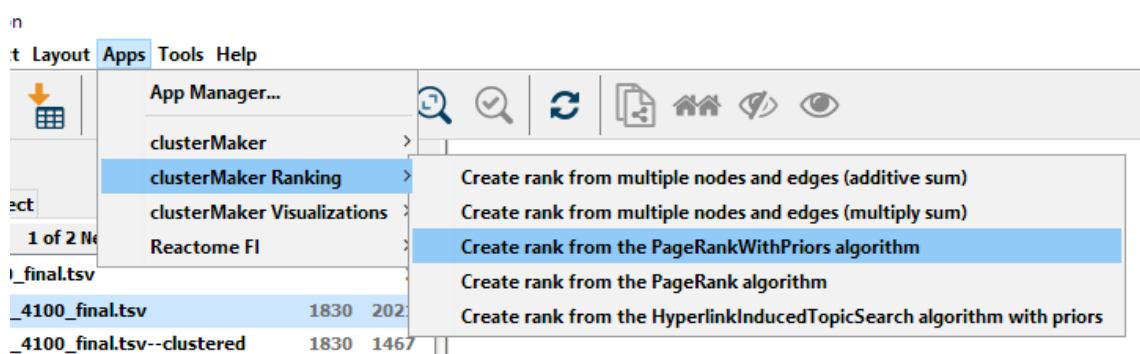 on
ct Layout Apps Tools Help
App Manager...
clusterMaker
clusterMaker Ranking
clusterMaker Visualizations
Reactome FI
Create rank from multiple nodes and edges (additive sum)
Create rank from multiple nodes and edges (multiply sum)
Create rank from the PageRankWithPriors algorithm
Create rank from the PageRank algorithm
Create rank from the HyperlinkInducedTopicSearch algorithm with priors
ect
1 of 2 Ne
)_final.tsv
_4100_final.tsv 1830 202
_4100_final.tsv--clustered 1830 1467